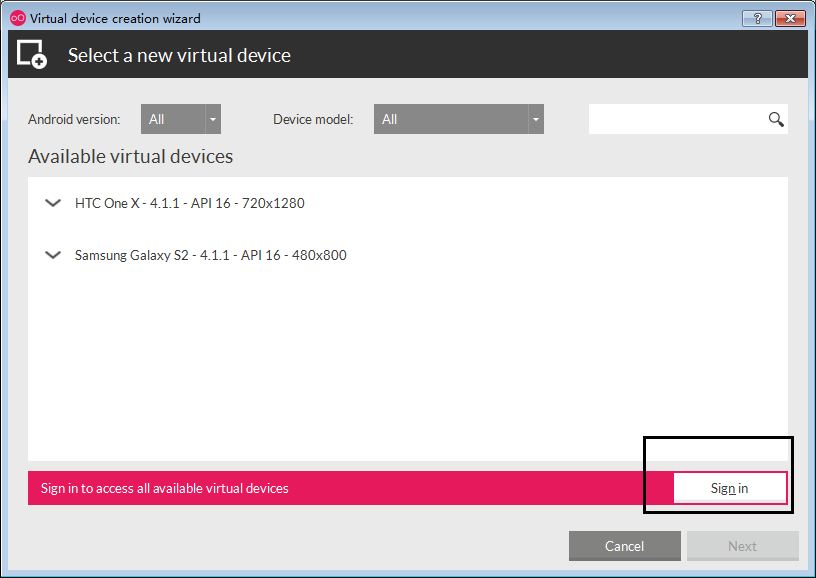 Virtual device creation wizard
Select a new virtual device
Android version: All Device model: All
Available virtual devices
HTC One X - 4.1.1 - API 16 - 720x1280
Samsung Galaxy S2 - 4.1.1 - API 16 - 480x800
Sign in to access all available virtual devices Sign in
Cancel Next